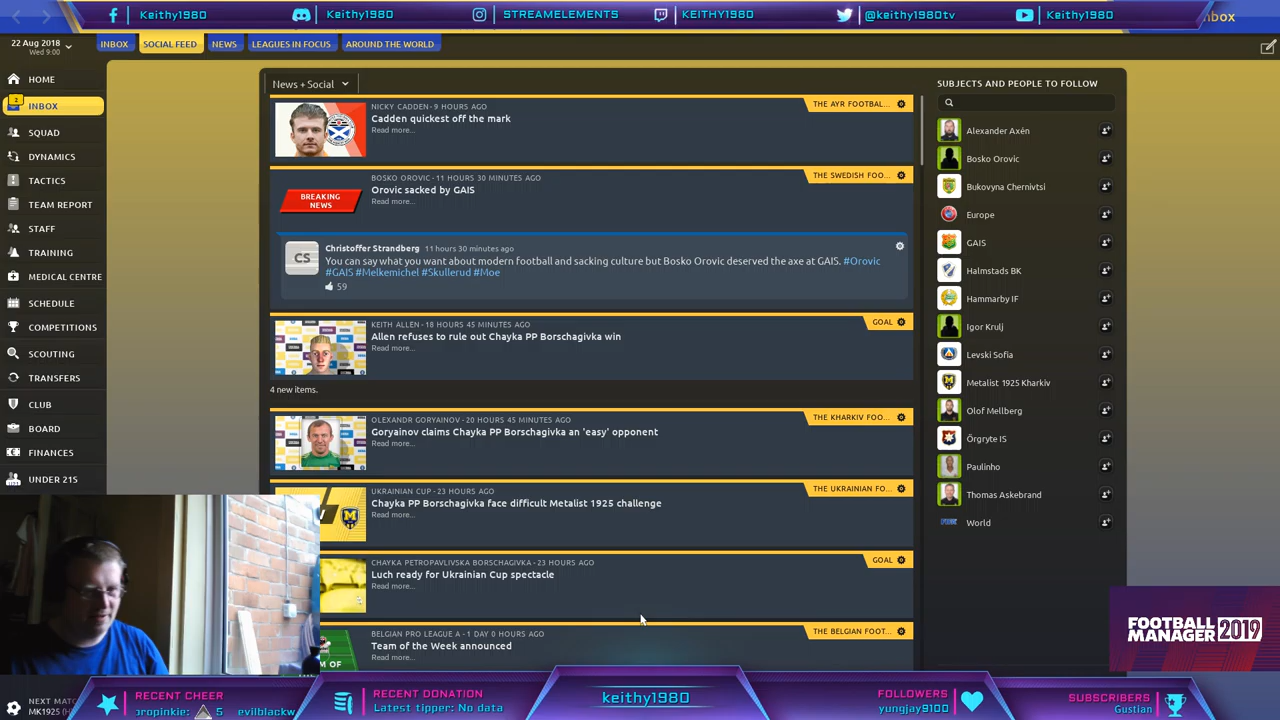 Keithy1980
Keithy1980
STREAMELEMENTS
KEITHY1980
@keithy1980tv
Keithy1980
22 Aug 2018
Wed 9:00
INBOX
SOCIAL FEED
NEWS
LEAGUES IN FOCUS
AROUND THE WORLD
HOME
INBOX
SQUAD
DYNAMICS
TACTICS
TEAM REPORT
STAFF
TRAINING
MEDICAL CENTRE
SCHEDULE
COMPETITIONS
SCOUTING
TRANSFERS
CLUB
BOARD
FINANCES
UNDER 21S
NEXT MATC
MK1925 (H
News + Social
NICKY CADDEN - 9 HOURS AGO
Cadden quickest off the mark
Read more...
THE AYR FOOTBAL...
BREAKING
NEWS
BOSKO OROVIC - 11 HOURS 30 MINUTES AGO
Orovic sacked by GAIS
Read more...
THE SWEDISH FOO...
CS
Christoffer Strandberg 11 hours 30 minutes ago
You can say what you want about modern football and sacking culture but Bosko Orovic deserved the axe at GAIS. #Orovic
#GAIS #Melkemichel #Skullerud #Moe
59
KEITH ALLEN - 18 HOURS 45 MINUTES AGO
Allen refuses to rule out Chayka PP Borschagivka win
Read more...
GOAL
4 new items.
OLEXANDR GORYAINOV - 20 HOURS 45 MINUTES AGO
Goryainov claims Chayka PP Borschagivka an 'easy' opponent
Read more...
THE KHARKIV FOO...
UKRAINIAN CUP - 23 HOURS AGO
Chayka PP Borschagivka face difficult Metalist 1925 challenge
Read more...
THE UKRAINIAN FO...
CHAYKA PETROPAVLIVSKA BORSCHAGIVKA - 23 HOURS AGO
Luch ready for Ukrainian Cup spectacle
Read more...
GOAL
BELGIAN PRO LEAGUE A - 1 DAY 0 HOURS AGO
Team of the Week announced
Read more...
THE BELGIAN FOOT...
M OF
SUBJECTS AND PEOPLE TO FOLLOW
Alexander Axén
Bosko Orovic
Bukovyna Chernivtsi
Europe
GAIS
Halmstads BK
Hammarby IF
Igor Krulj
Levski Sofia
Metalist 1925 Kharkiv
Olof Mellberg
Örgryte IS
Paulinho
Thomas Askebrand
World
FOOTBALL
MANAGER 2019
RECENT CHEER
propinkie: 5 evilblackw
RECENT DONATION
Latest tipper: No data
keithy1980
FOLLOWERS
yungjay9100
SUBSCRIBERS
Gustian